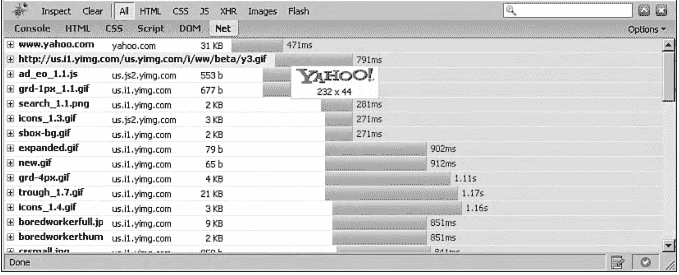 Inspect Clear All HTML CSS JS XHR Images Flash
Console HTML CSS Script DOM Net Options
www.yahoo.com yahoo.com 31 KB 471ms
http://us.i1.yimg.com/us.yimg.com/i/ww/beta/y3.gif 791ms
ad_eo_1.1.js us.js2.yimg.com 553 b
YAHOO!
grd-1px_1.1.gif us.i1.yimg.com 677 b
232 x 44
search_1.1.png us.i1.yimg.com 2 KB 281ms
icons_1.3.gif us.js2.yimg.com 3 KB 271ms
sbox-bg.gif us.i1.yimg.com 2 KB 271ms
expanded.gif us.i1.yimg.com 79 b 902ms
new.gif us.i1.yimg.com 65 b 912ms
grd-4px.gif us.i1.yimg.com 4 KB 1.11s
trough_1.7.gif us.i1.yimg.com 21 KB 1.17s
icons_1.4.gif us.i1.yimg.com 3 KB 1.16s
boredworkerfull.jp us.i1.yimg.com 9 KB 851ms
boredworkerthum us.i1.yimg.com 2 KB 851ms
Done